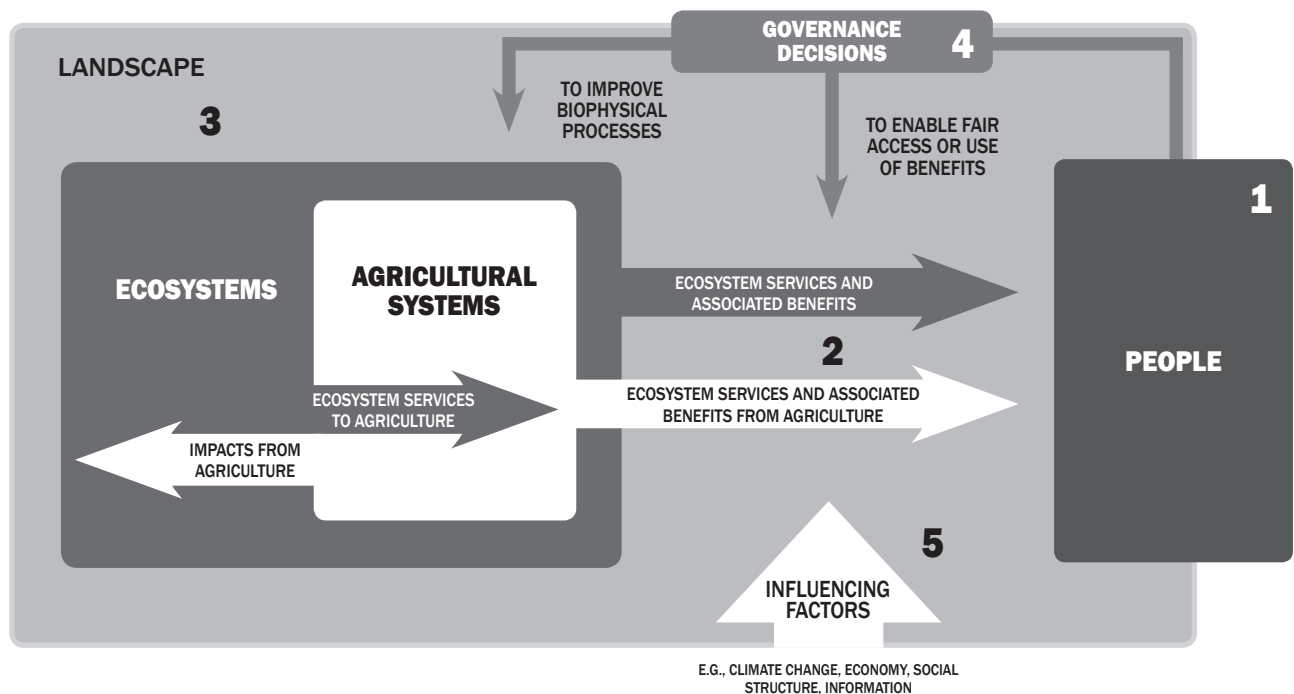 GOVERNANCE
DECISIONS
4
LANDSCAPE
3
TO IMPROVE
BIOPHYSICAL
PROCESSES
TO ENABLE FAIR
ACCESS OR USE
OF BENEFITS
1
ECOSYSTEMS
AGRICULTURAL
SYSTEMS
ECOSYSTEM SERVICES AND
ASSOCIATED BENEFITS
2
PEOPLE
ECOSYSTEM SERVICES
TO AGRICULTURE
ECOSYSTEM SERVICES AND ASSOCIATED
BENEFITS FROM AGRICULTURE
IMPACTS FROM
AGRICULTURE
5
INFLUENCING
FACTORS
E.G., CLIMATE CHANGE, ECONOMY, SOCIAL
STRUCTURE, INFORMATION